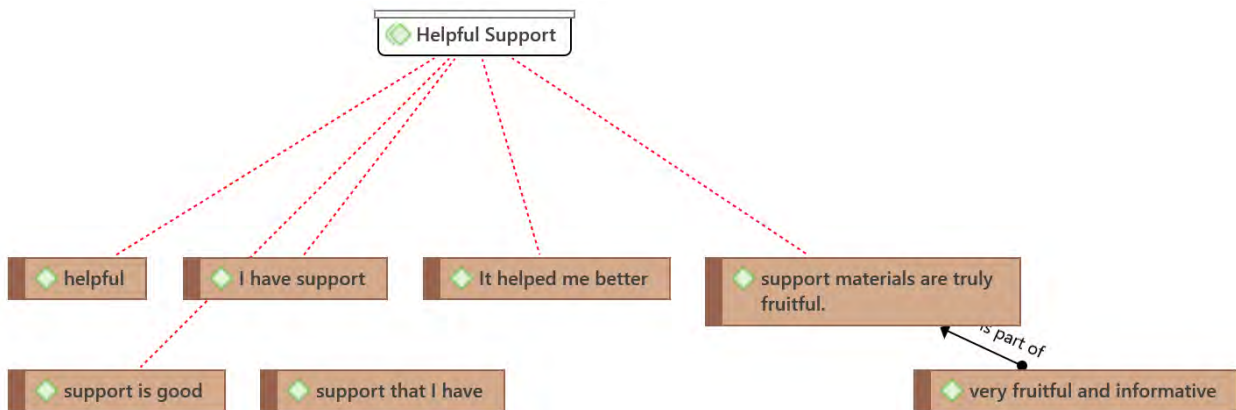 Helpful Support
helpful
I have support
It helped me better
support materials are truly
fruitful.
is part of
support is good
support that I have
very fruitful and informative